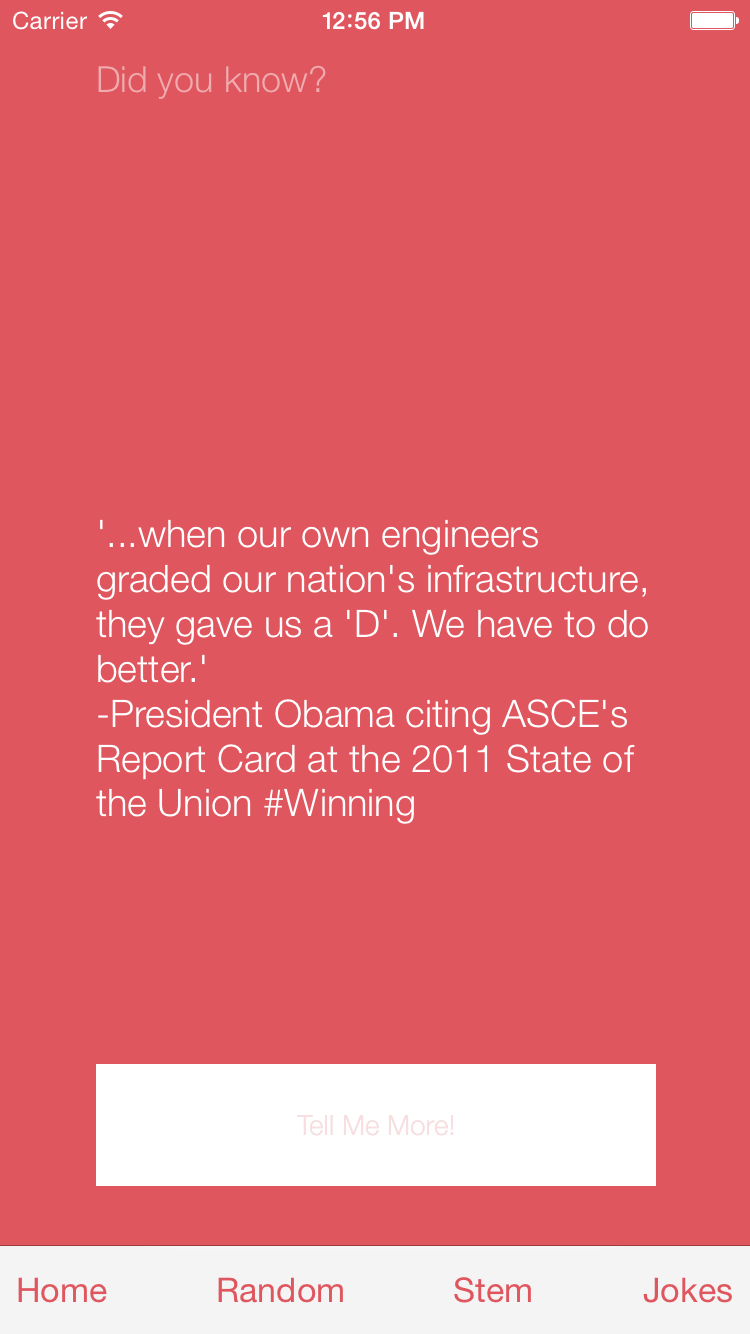 Carrier 12:56 PM
Did you know?
'...when our own engineers
graded our nation's infrastructure,
they gave us a 'D'. We have to do
better.'
-President Obama citing ASCE's
Report Card at the 2011 State of
the Union #Winning
Tell Me More!
Home Random Stem Jokes